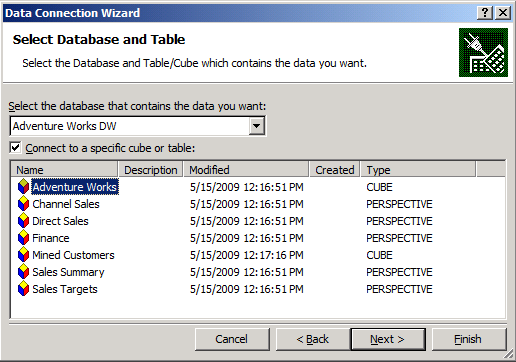 Data Connection Wizard
Select Database and Table
Select the Database and Table/Cube which contains the data you want.
Select the database that contains the data you want:
Adventure Works DW
Connect to a specific cube or table:
Name Description Modified Created Type
Adventure Works 5/15/2009 12:16:51 PM CUBE
Channel Sales 5/15/2009 12:16:51 PM PERSPECTIVE
Direct Sales 5/15/2009 12:16:51 PM PERSPECTIVE
Finance 5/15/2009 12:16:51 PM PERSPECTIVE
Mined Customers 5/15/2009 12:17:16 PM CUBE
Sales Summary 5/15/2009 12:16:51 PM PERSPECTIVE
Sales Targets 5/15/2009 12:16:51 PM PERSPECTIVE
Cancel < Back Next > Finish